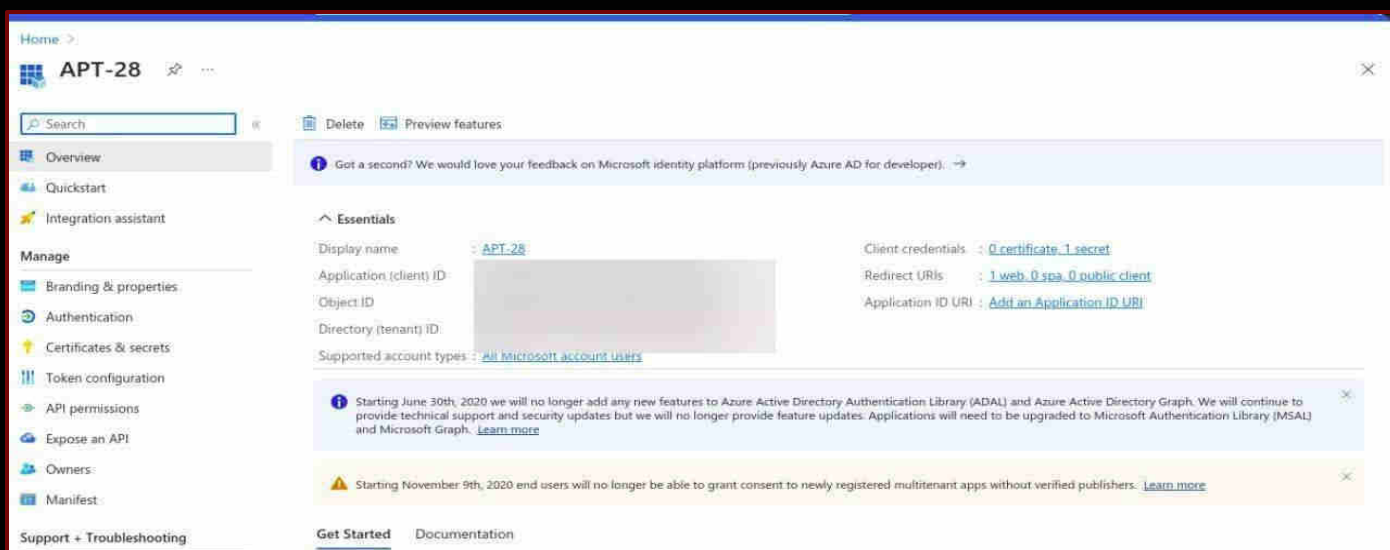 Home >
APT-28 ...
Search «
Overview
Quickstart
Integration assistant
Manage
Branding & properties
Authentication
Certificates & secrets
Token configuration
API permissions
Expose an API
Owners
Manifest
Support + Troubleshooting
Delete Preview features
Got a second? We would love your feedback on Microsoft identity platform (previously Azure AD for developer). →
Essentials
Display name : APT-28
Application (client) ID
Object ID
Directory (tenant) ID
Supported account types : All Microsoft account users
Client credentials : 0 certificate, 1 secret
Redirect URIs : 1 web, 0 spa, 0 public client
Application ID URI : Add an Application ID URI
Starting June 30th, 2020 we will no longer add any new features to Azure Active Directory Authentication Library (ADAL) and Azure Active Directory Graph. We will continue to
provide technical support and security updates but we will no longer provide feature updates. Applications will need to be upgraded to Microsoft Authentication Library (MSAL)
and Microsoft Graph. Learn more
Starting November 9th, 2020 end users will no longer be able to grant consent to newly registered multitenant apps without verified publishers. Learn more
Get Started Documentation